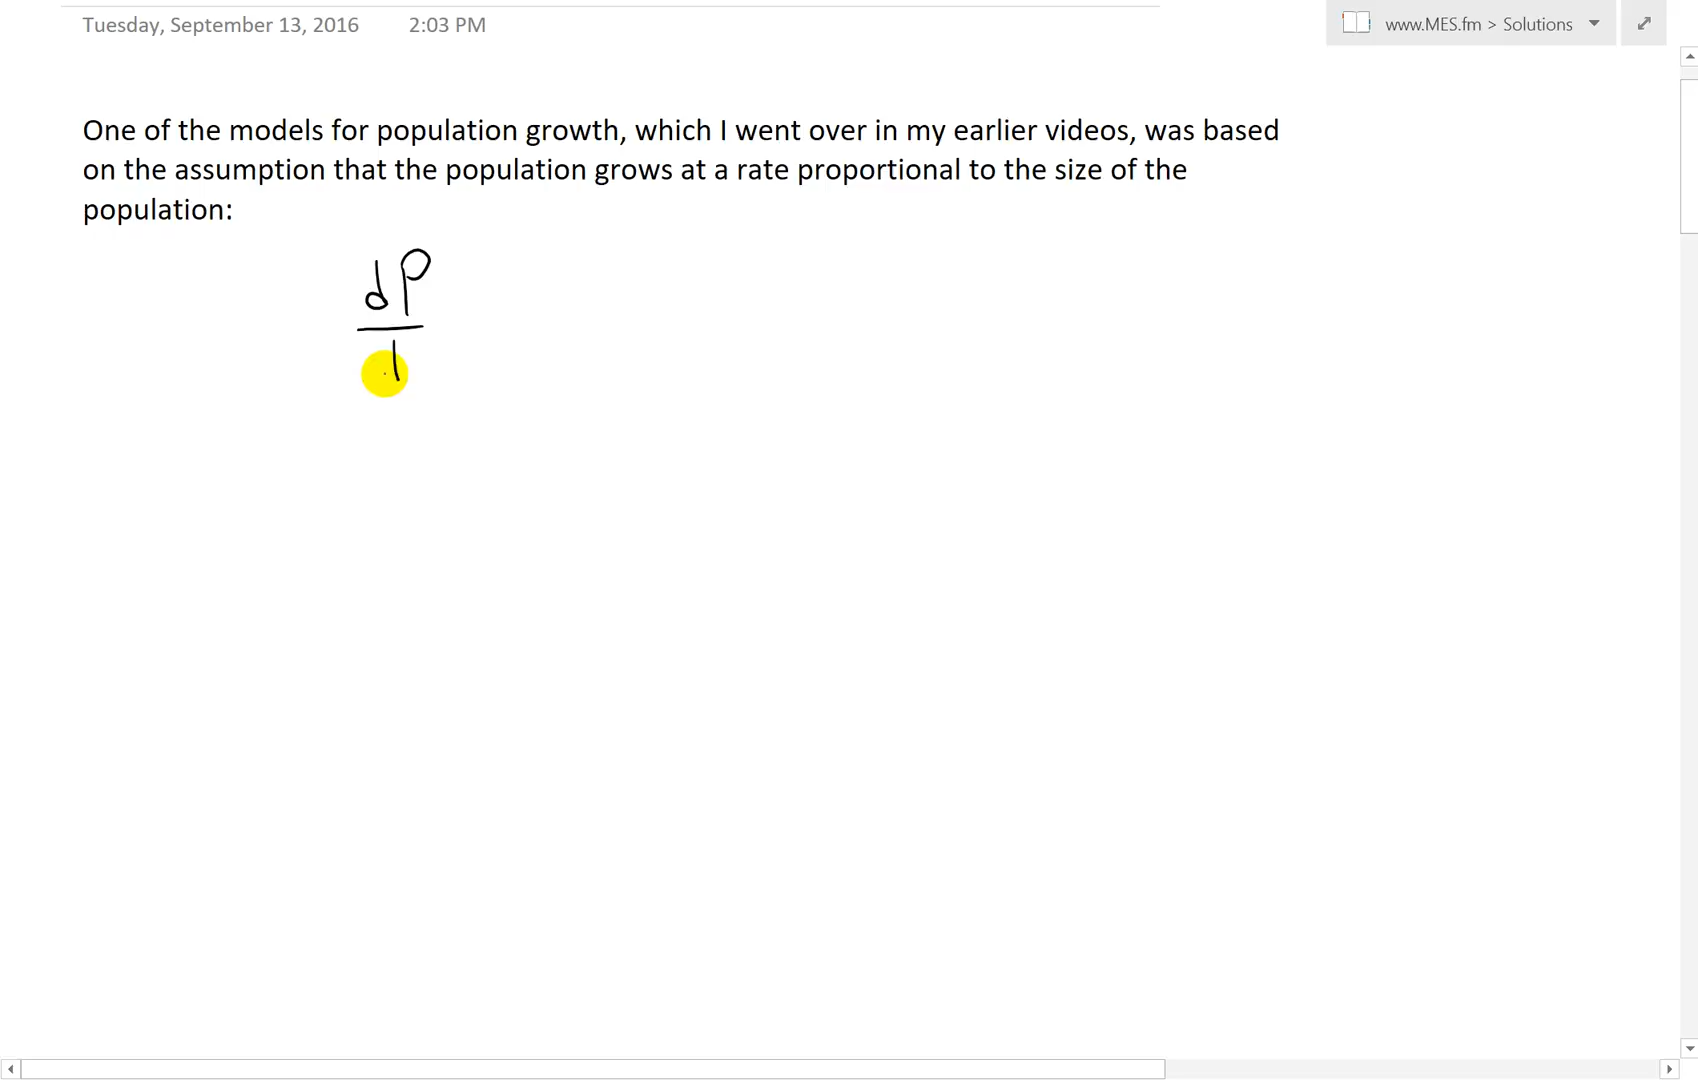 Tuesday, September 13, 2016 2:03 PM
www.MES.fm > Solutions
One of the models for population growth, which I went over in my earlier videos, was based
on the assumption that the population grows at a rate proportional to the size of the
population:
dP